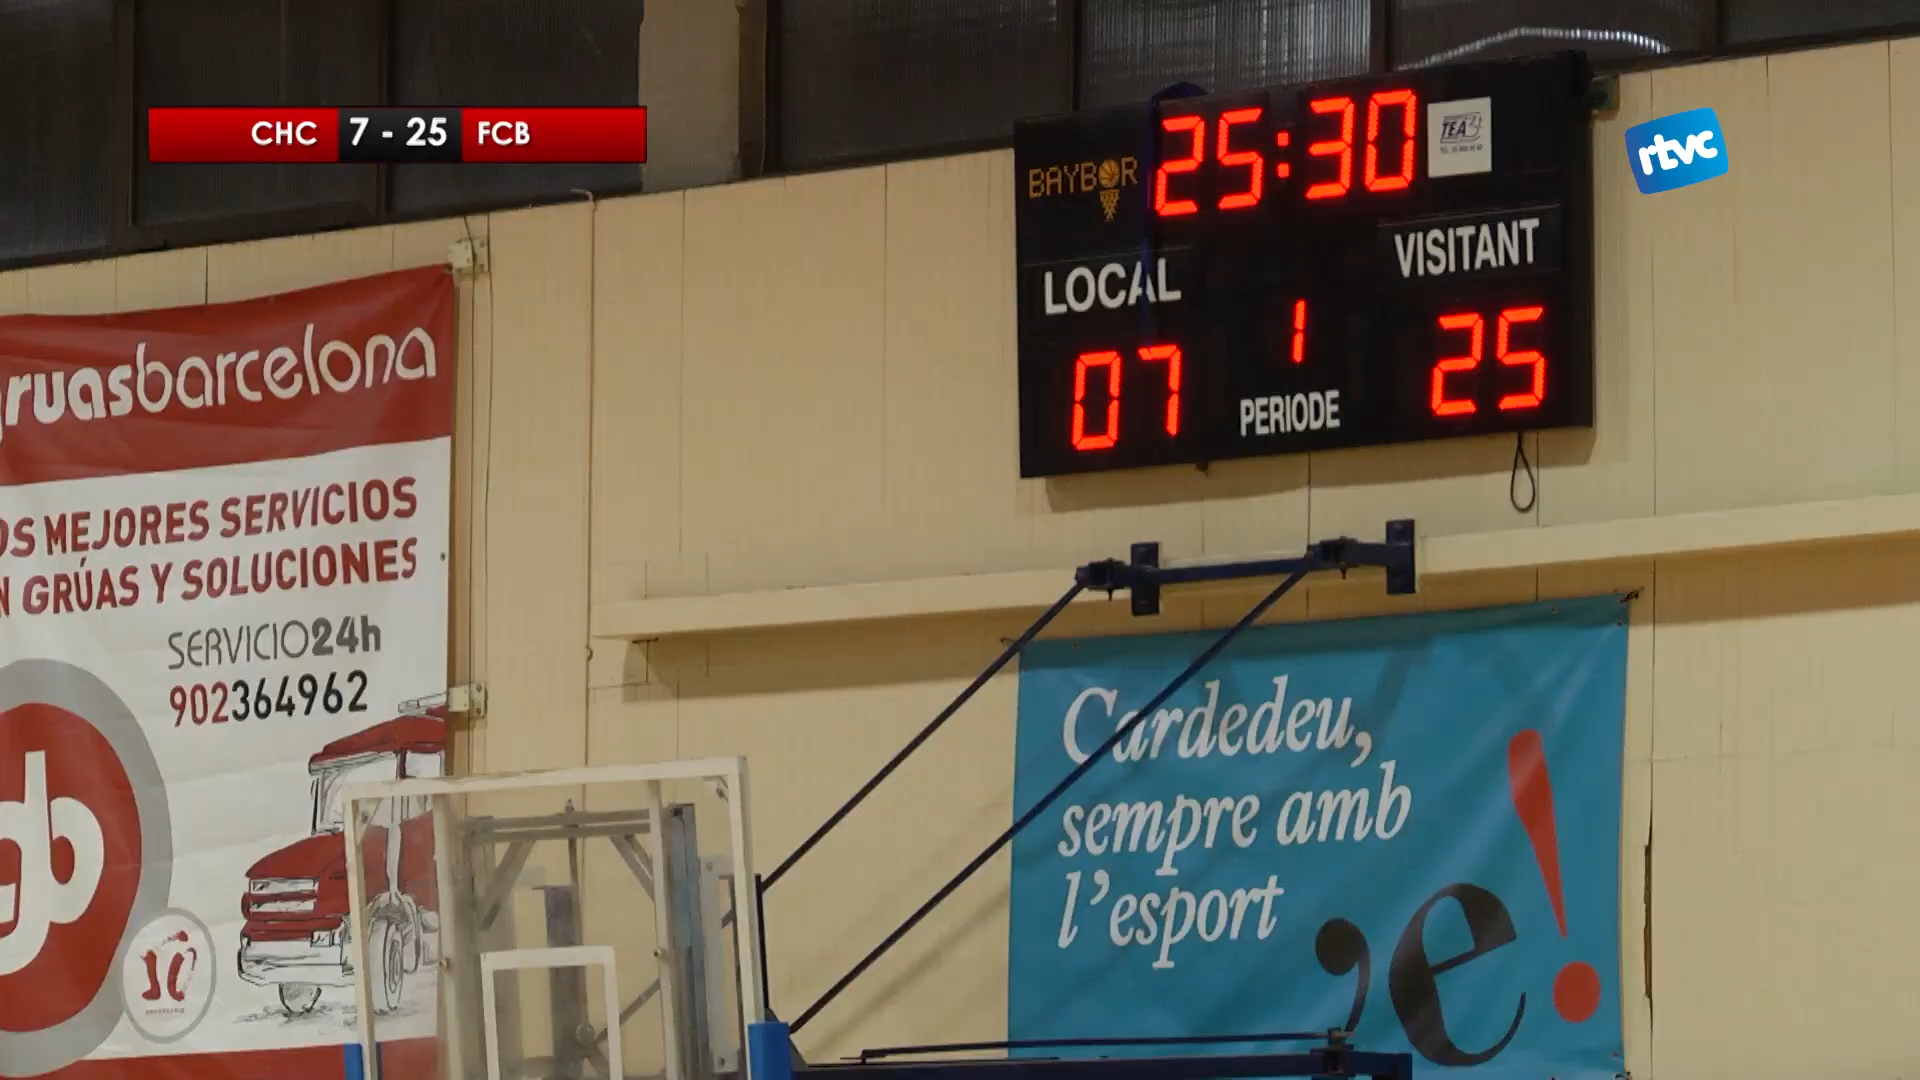 CHC 7 - 25 FCB
rtvc
25:30
BAYBOR
TEA
LOCAL
VISITANT
07
1
25
PERIODE
gruasbarcelona
OS MEJORES SERVICIOS
N GRÚAS Y SOLUCIONES
SERVICIO24h
902364962
gb
Cardedeu,
sempre amb
l'esport
'e!